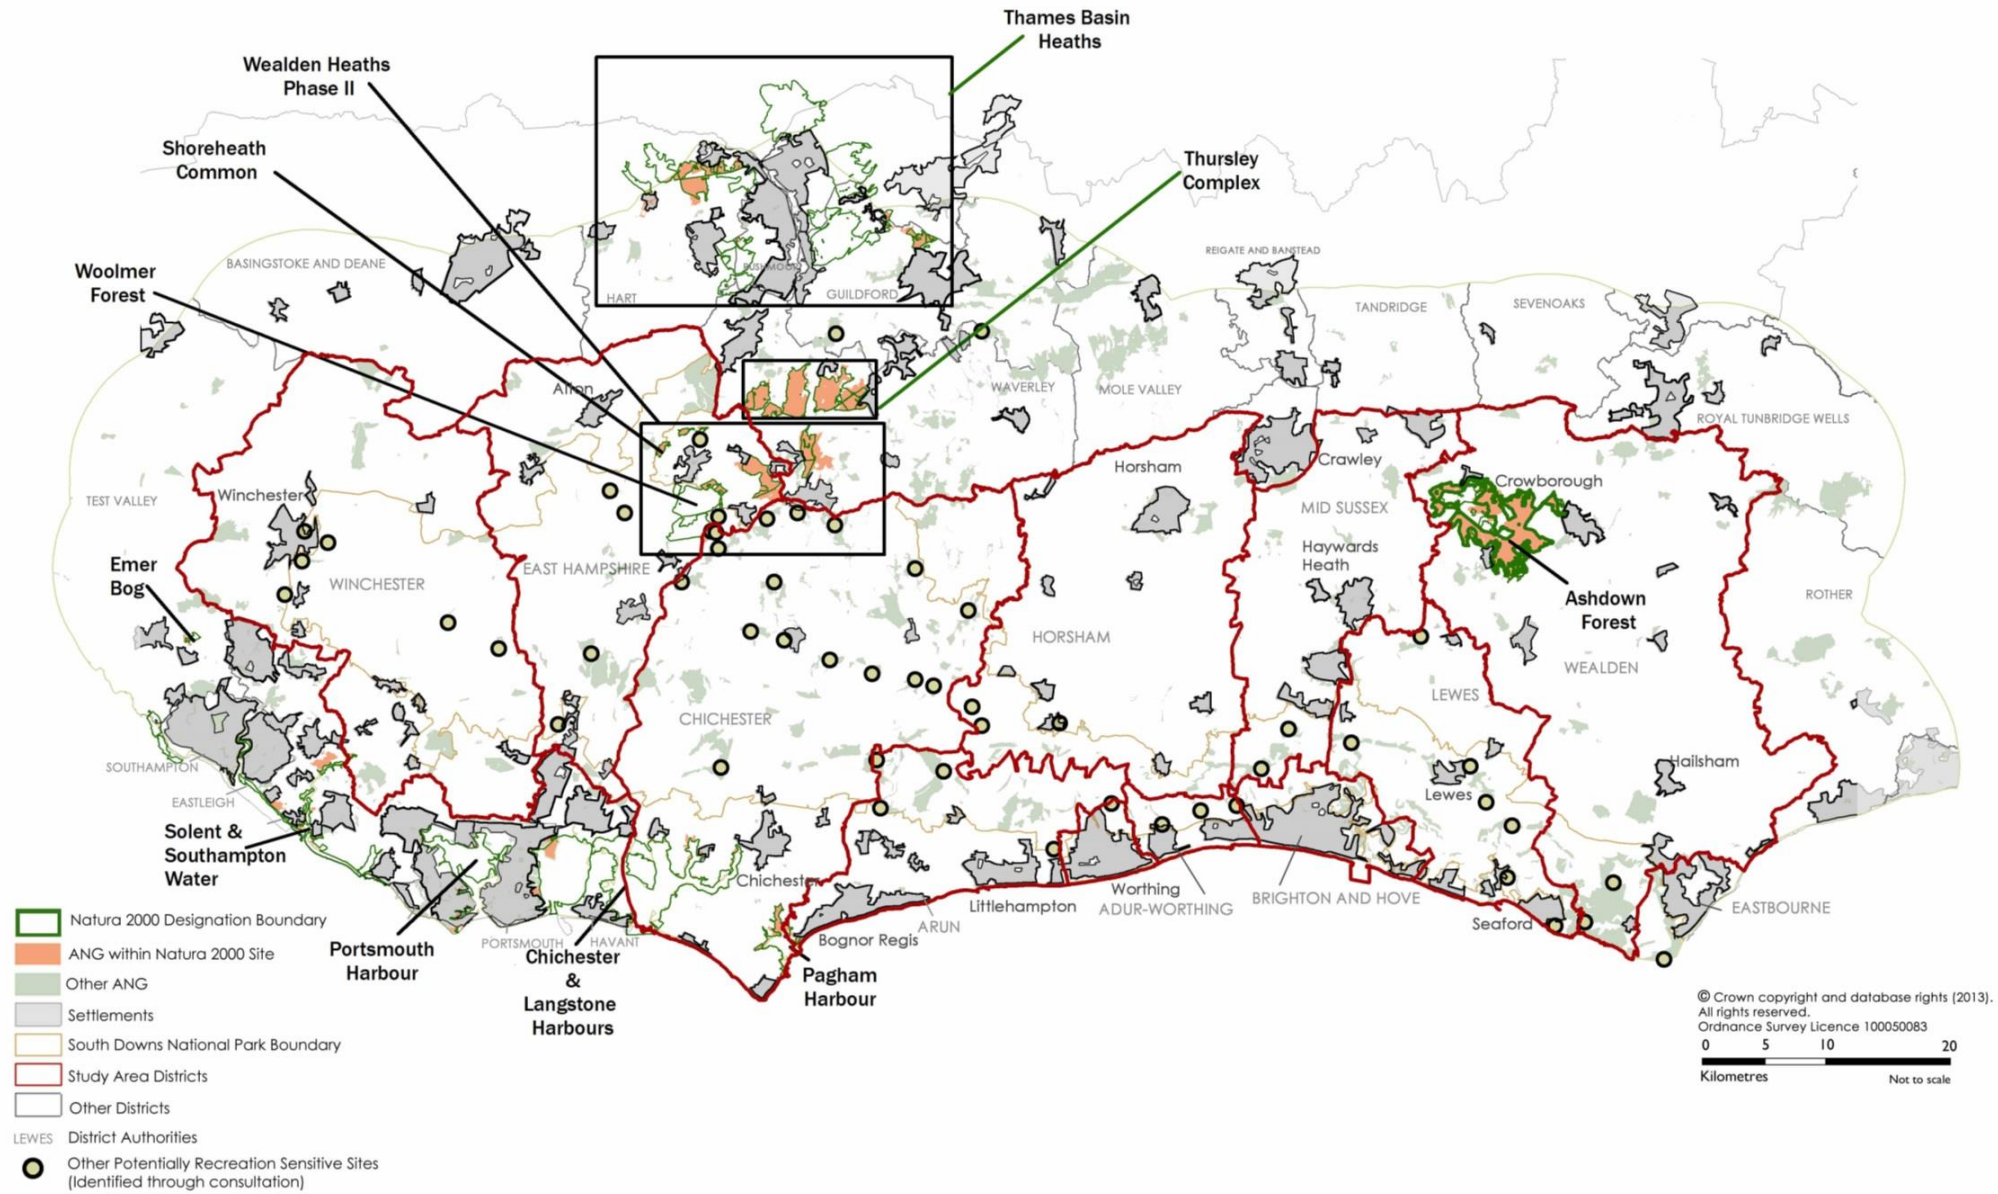 Thames Basin
Heaths
Wealden Heaths
Phase II
Shoreheath
Common
Thursley
Complex
Woolmer
Forest
BASINGSTOKE AND DEANE
REIGATE AND BANSTEAD
RUSHMOOR
HART
GUILDFORD
TANDRIDGE
SEVENOAKS
Alton
WAVERLEY
MOLE VALLEY
ROYAL TUNBRIDGE WELLS
Horsham
Crawley
TEST VALLEY
Winchester
Crowborough
MID SUSSEX
Haywards
Heath
Emer
Bog
WINCHESTER
EAST HAMPSHIRE
Ashdown
Forest
ROTHER
HORSHAM
WEALDEN
LEWES
CHICHESTER
SOUTHAMPTON
Hailsham
EASTLEIGH
Lewes
Solent &
Southampton
Water
Chichester
Worthing
ADUR-WORTHING
BRIGHTON AND HOVE
Littlehampton
EASTBOURNE
Seaford
ARUN
Bognor Regis
PORTSMOUTH
HAVANT
Portsmouth
Harbour
Chichester
&
Langstone
Harbours
Pagham
Harbour
Natura 2000 Designation Boundary
ANG within Natura 2000 Site
Other ANG
Settlements
South Downs National Park Boundary
Study Area Districts
Other Districts
LEWES District Authorities
Other Potentially Recreation Sensitive Sites
(Identified through consultation)
© Crown copyright and database rights (2013).
All rights reserved.
Ordnance Survey Licence 100050083
0 5 10 20
Kilometres
Not to scale